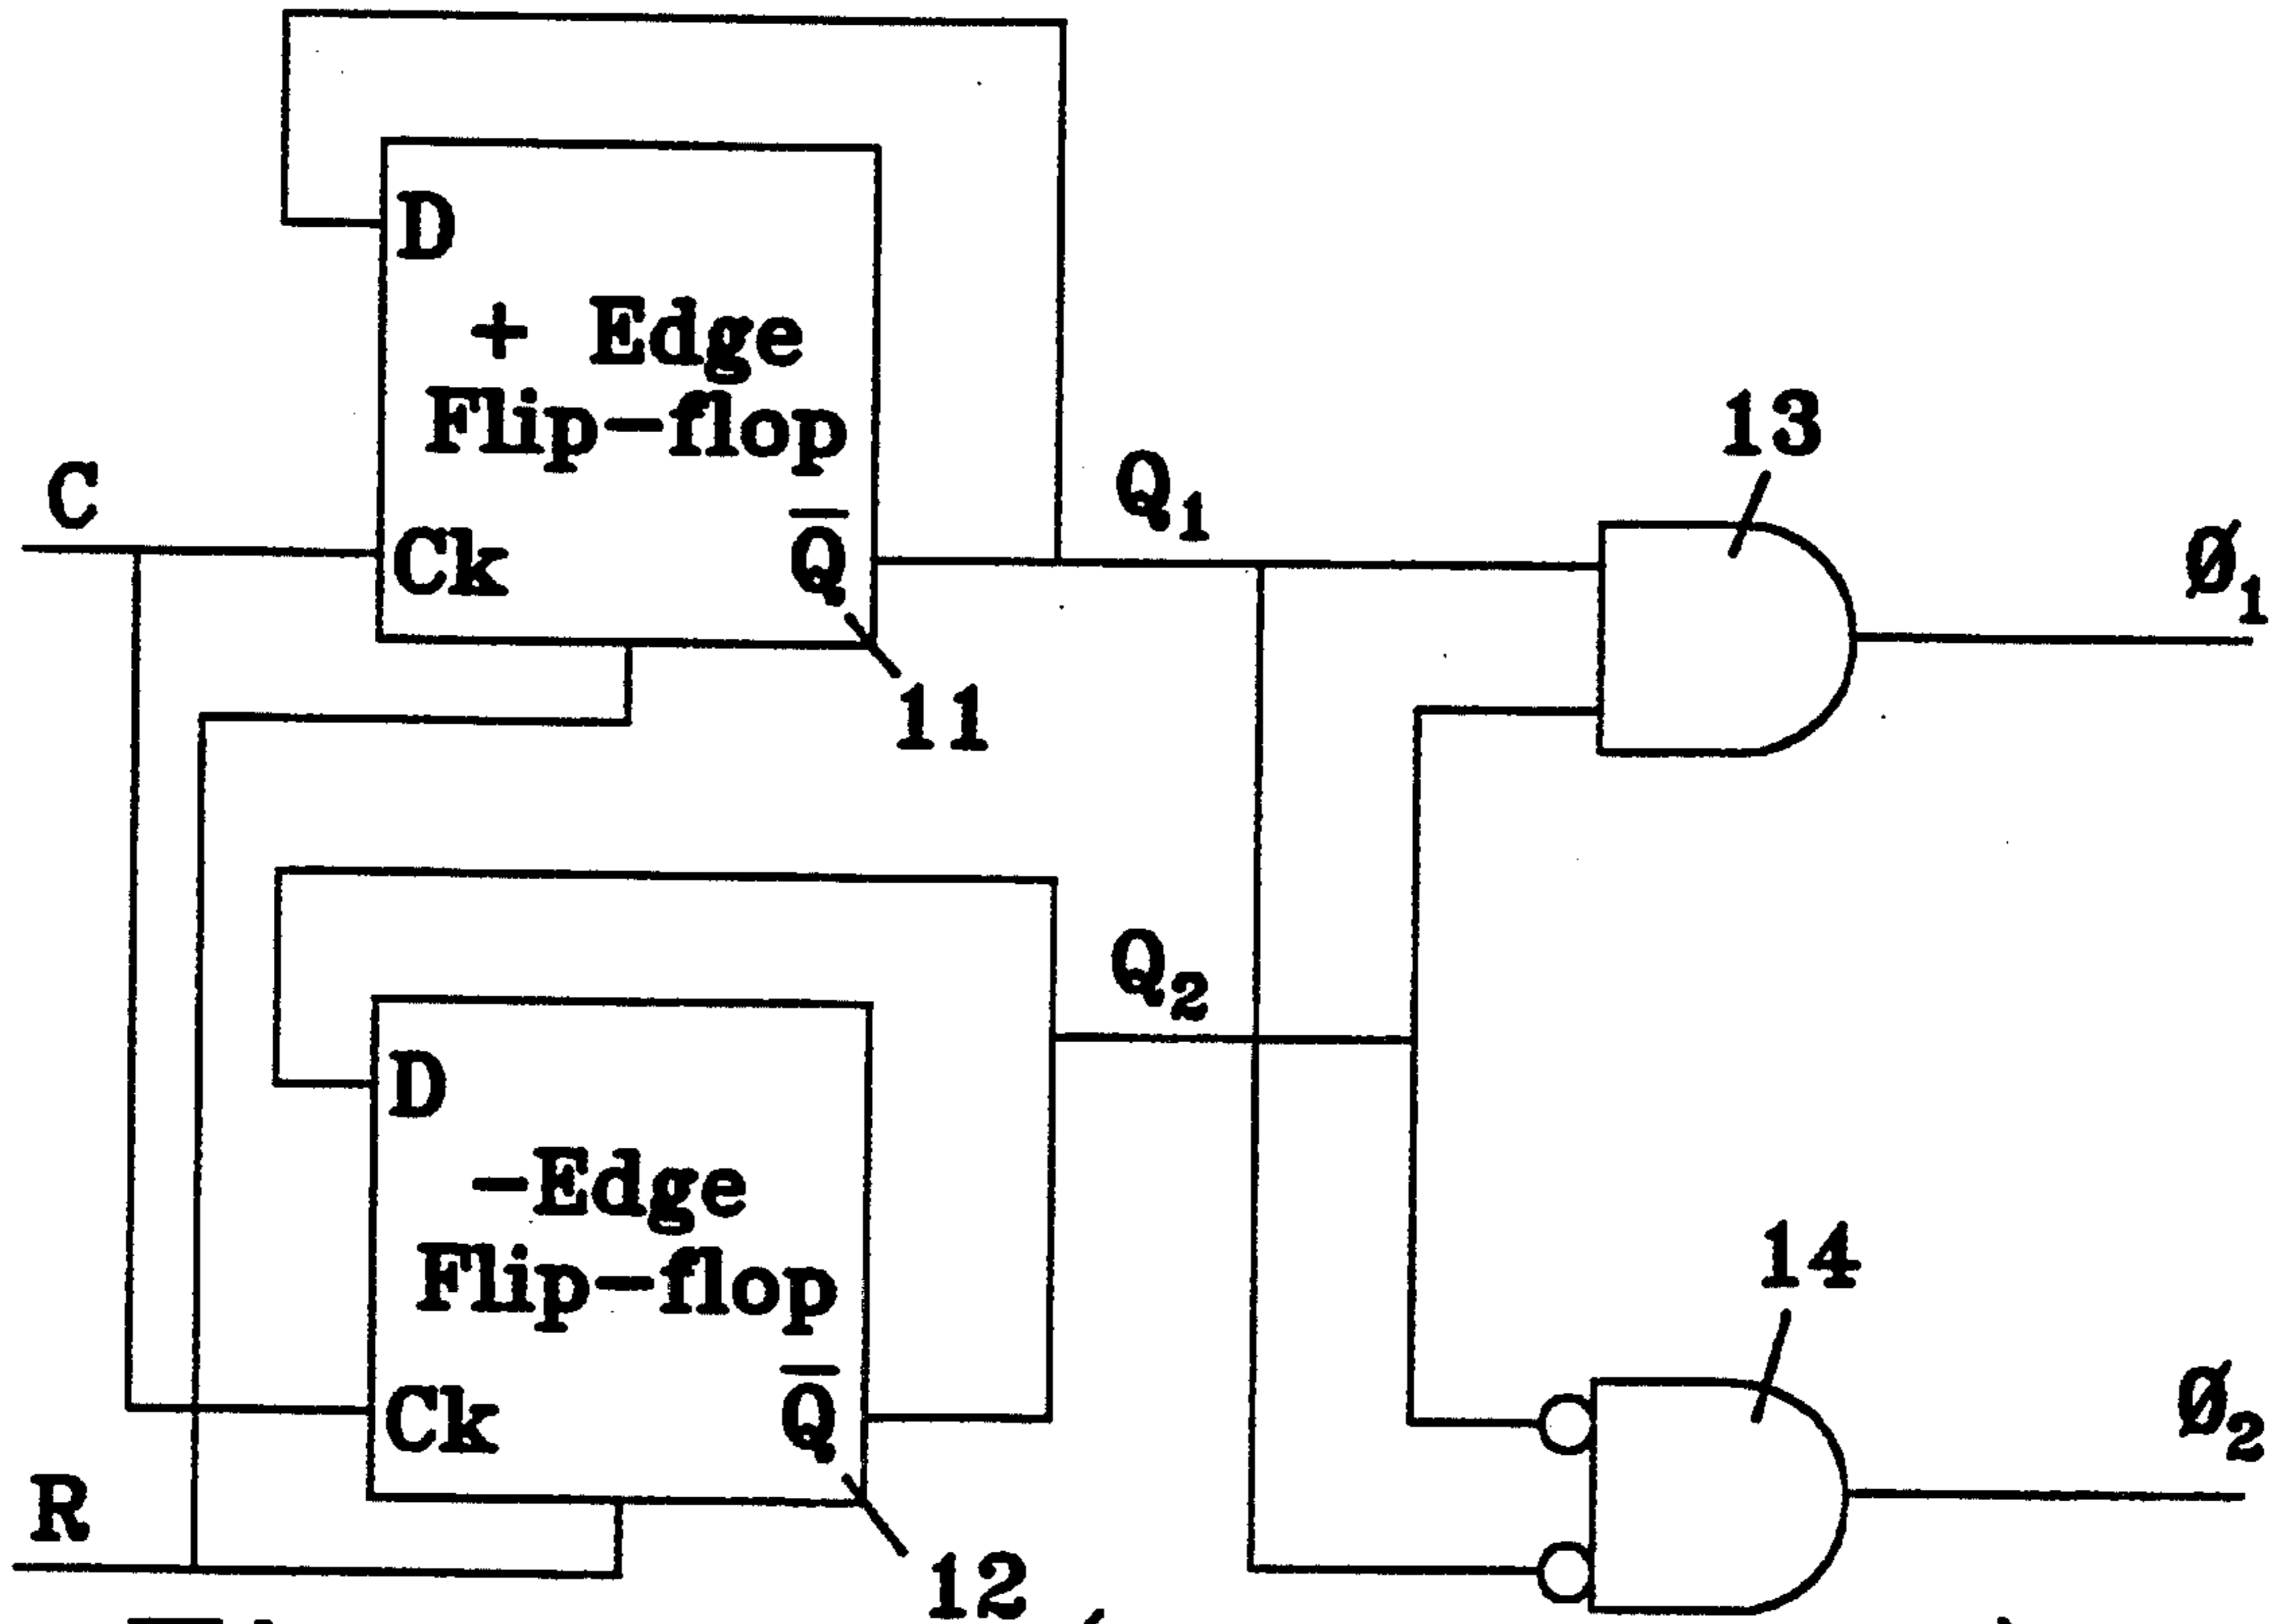 D
+ Edge
Flip-flop
C
Ck
Q̅
Q₁
11
13
Ø₁
D
-Edge
Flip-flop
Ck
Q̅
Q₂
12
14
Ø₂
R